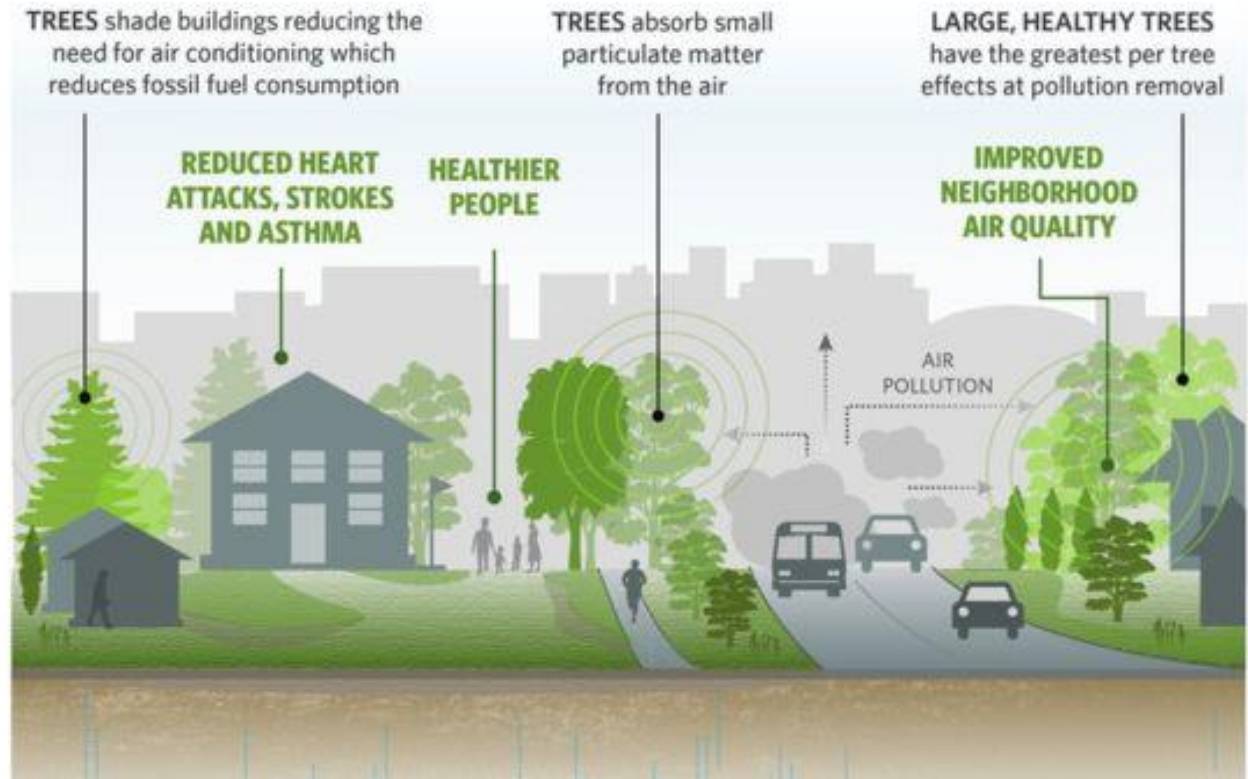 TREES shade buildings reducing the
need for air conditioning which
reduces fossil fuel consumption
TREES absorb small
particulate matter
from the air
LARGE, HEALTHY TREES
have the greatest per tree
effects at pollution removal
REDUCED HEART
ATTACKS, STROKES
AND ASTHMA
HEALTHIER
PEOPLE
IMPROVED
NEIGHBORHOOD
AIR QUALITY
AIR
POLLUTION